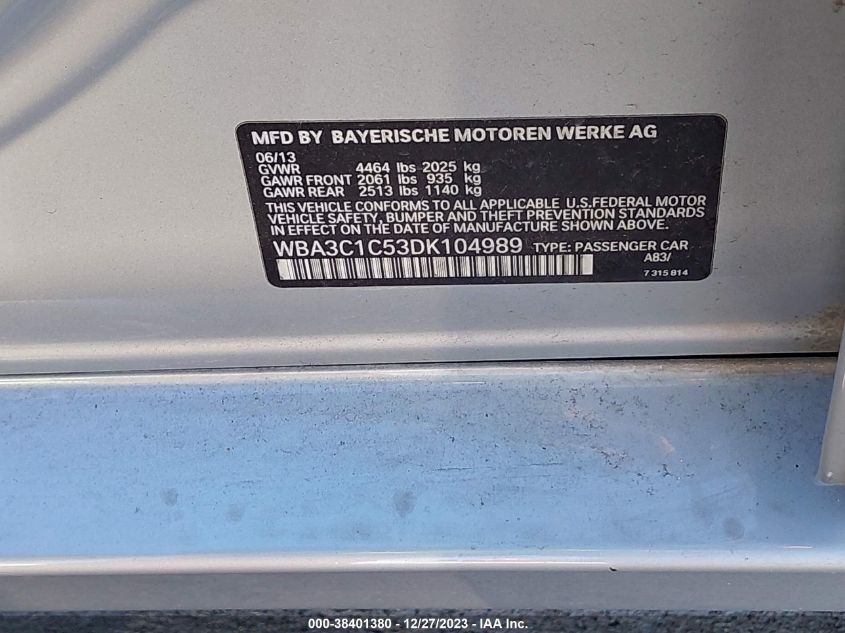 MFD BY BAYERISCHE MOTOREN WERKE AG
06/13
GVWR 4464 lbs 2025 kg
GAWR FRONT 2061 lbs 935 kg
GAWR REAR 2513 lbs 1140 kg
THIS VEHICLE CONFORMS TO ALL APPLICABLE U.S.FEDERAL MOTOR
VEHICLE SAFETY, BUMPER AND THEFT PREVENTION STANDARDS
IN EFFECT ON THE DATE OF MANUFACTURE SHOWN ABOVE.
WBA3C1C53DK104989 TYPE: PASSENGER CAR
A83/
7 315 814
000-38401380 - 12/27/2023 - IAA Inc.